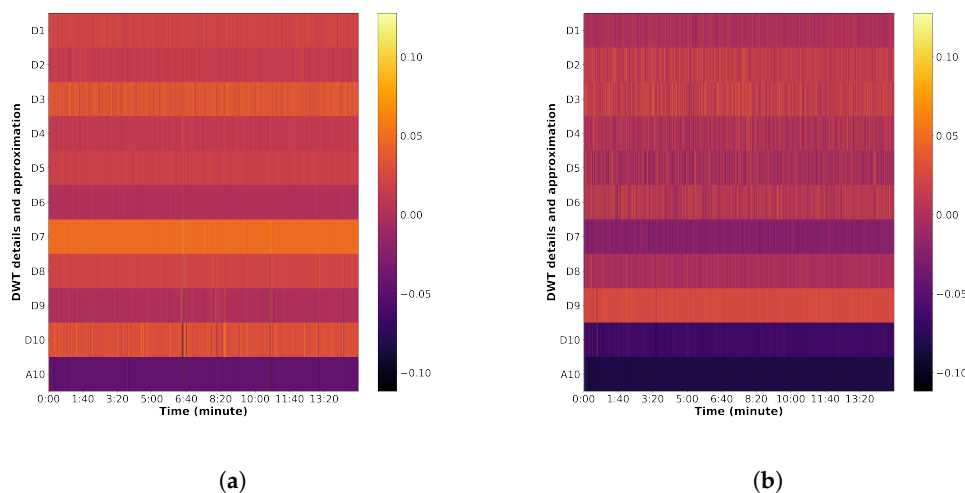 DWT details and approximation
D1
D2
D3
D4
D5
D6
D7
D8
D9
D10
A10
0:00 1:40 3:20 5:00 6:40 8:20 10:00 11:40 13:20
Time (minute)
0.10
0.05
0.00
−0.05
−0.10
(a)
DWT details and approximation
D1
D2
D3
D4
D5
D6
D7
D8
D9
D10
A10
0:00 1:40 3:20 5:00 6:40 8:20 10:00 11:40 13:20
Time (minute)
0.10
0.05
0.00
−0.05
−0.10
(b)